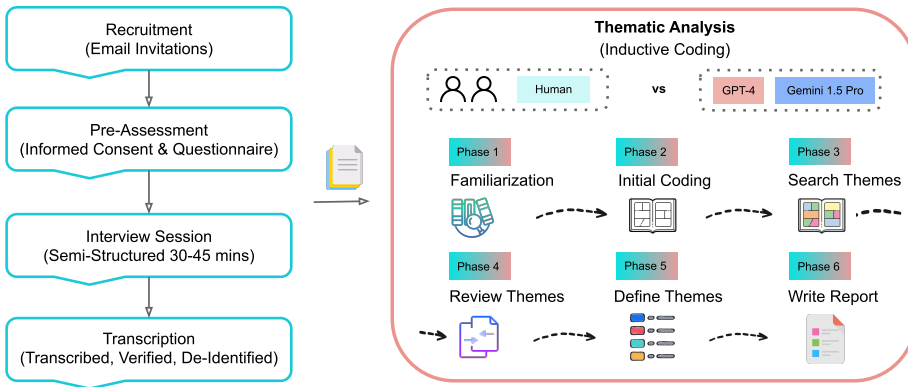 Recruitment
(Email Invitations)
Pre-Assessment
(Informed Consent & Questionnaire)
Interview Session
(Semi-Structured 30-45 mins)
Transcription
(Transcribed, Verified, De-Identified)
Thematic Analysis
(Inductive Coding)
Human
vs
GPT-4
Gemini 1.5 Pro
Phase 1
Familiarization
Phase 2
Initial Coding
Phase 3
Search Themes
Phase 4
Review Themes
Phase 5
Define Themes
Phase 6
Write Report